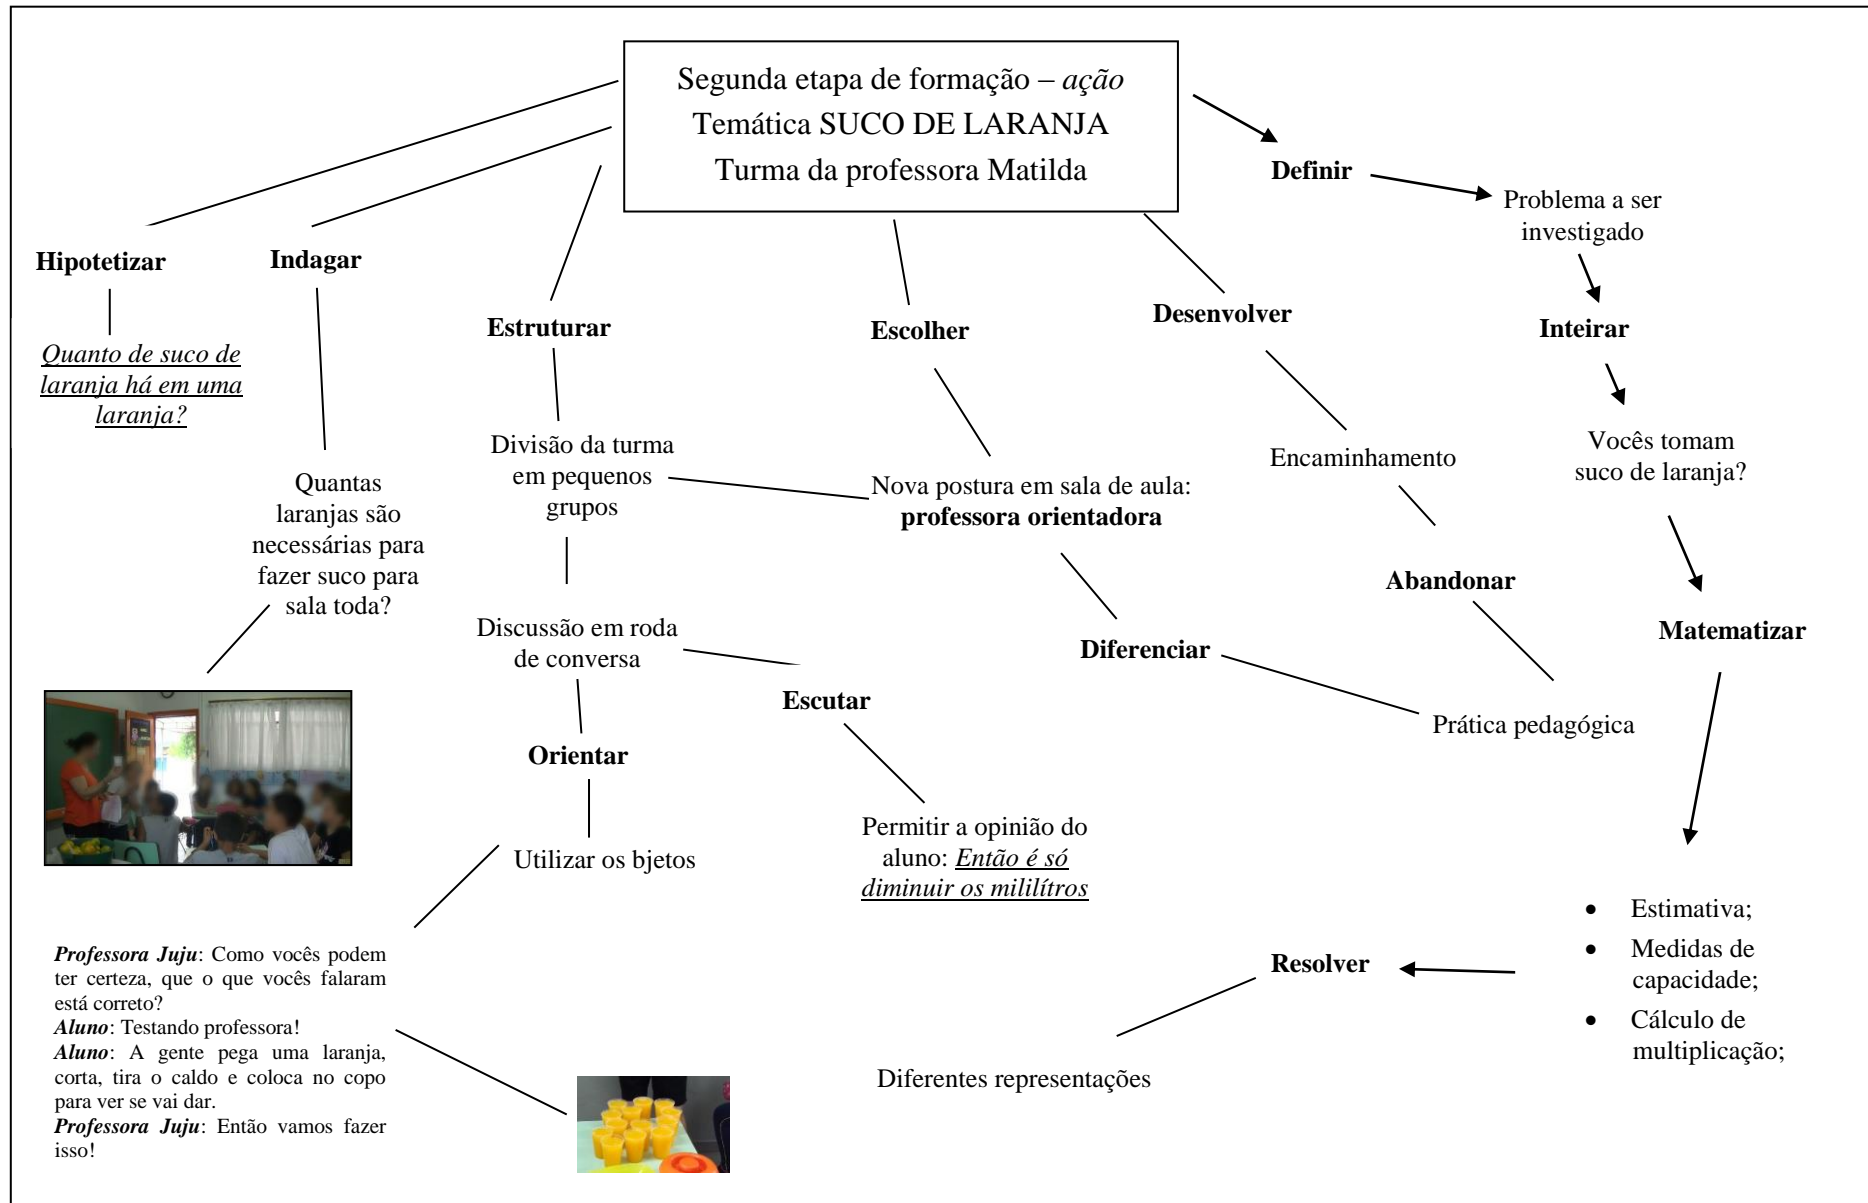 Segunda etapa de formação – ação
Temática SUCO DE LARANJA
Turma da professora Matilda
Definir
Problema a ser
investigado
Hipotetizar
Indagar
Estruturar
Escolher
Desenvolver
Inteirar
Quanto de suco de
laranja há em uma
laranja?
Quantas
laranjas são
necessárias para
fazer suco para
sala toda?
Divisão da turma
em pequenos
grupos
Nova postura em sala de aula:
professora orientadora
Encaminhamento
Vocês tomam
suco de laranja?
Discussão em roda
de conversa
Diferenciar
Abandonar
Matematizar
Escutar
Orientar
Prática pedagógica
Utilizar os bjetos
Permitir a opinião do
aluno: Então é só
diminuir os mililítros
Professora Juju: Como vocês podem
ter certeza, que o que vocês falaram
está correto?
Aluno: Testando professora!
Aluno: A gente pega uma laranja,
corta, tira o caldo e coloca no copo
para ver se vai dar.
Professora Juju: Então vamos fazer
isso!
• Estimativa;
• Medidas de
capacidade;
• Cálculo de
multiplicação;
Resolver
Diferentes representações